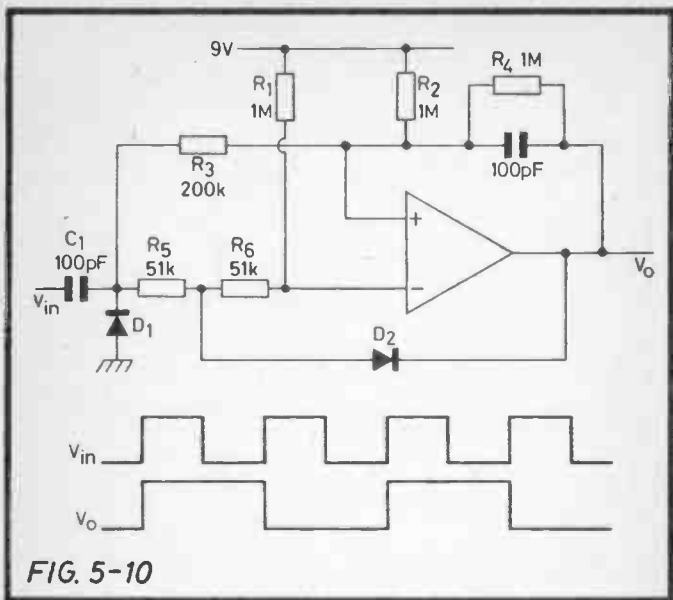 9V
R1
1M
R2
1M
R4 1M
100pF
R3
200k
C1
100pF
R5
51k
R6
51k
+
−
Vin
D1
D2
Vo
Vin
Vo
FIG. 5-10